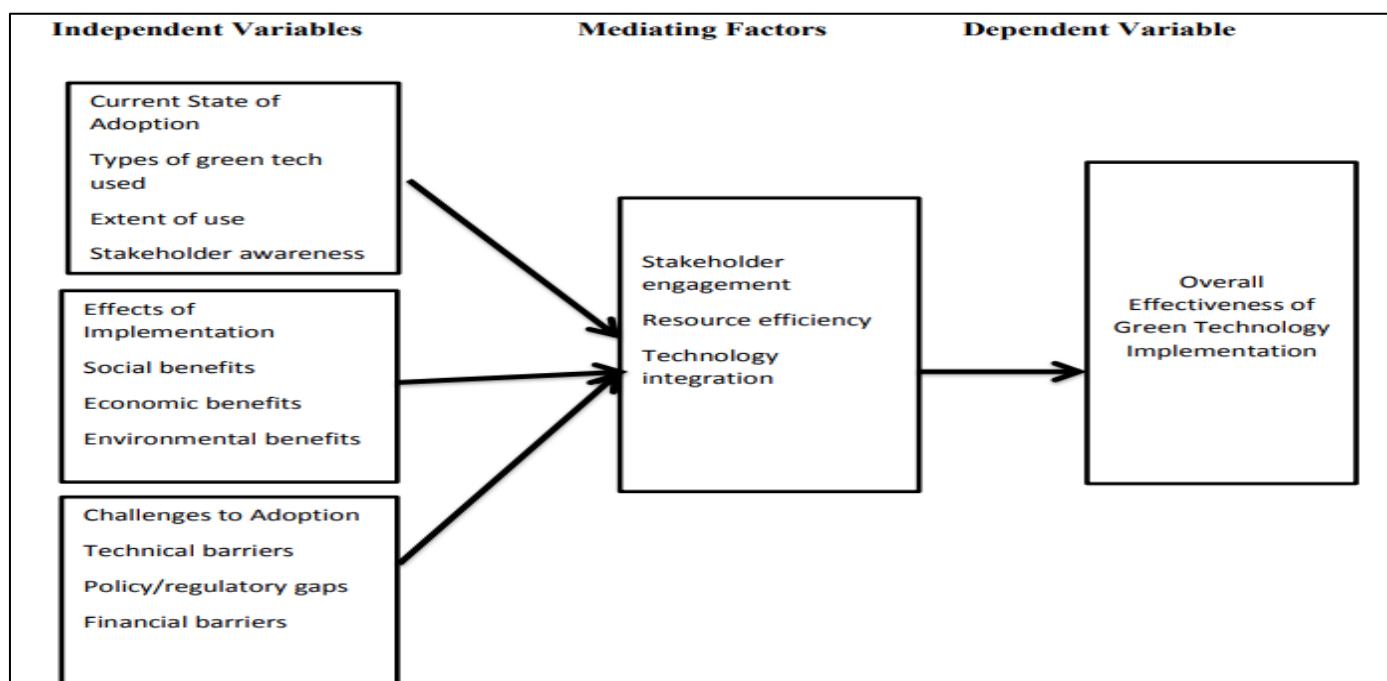 Independent Variables
Mediating Factors
Dependent Variable
Current State of
Adoption
Types of green tech
used
Extent of use
Stakeholder awareness
Effects of
Implementation
Social benefits
Economic benefits
Environmental benefits
Challenges to Adoption
Technical barriers
Policy/regulatory gaps
Financial barriers
Stakeholder
engagement
Resource efficiency
Technology
integration
Overall
Effectiveness of
Green Technology
Implementation